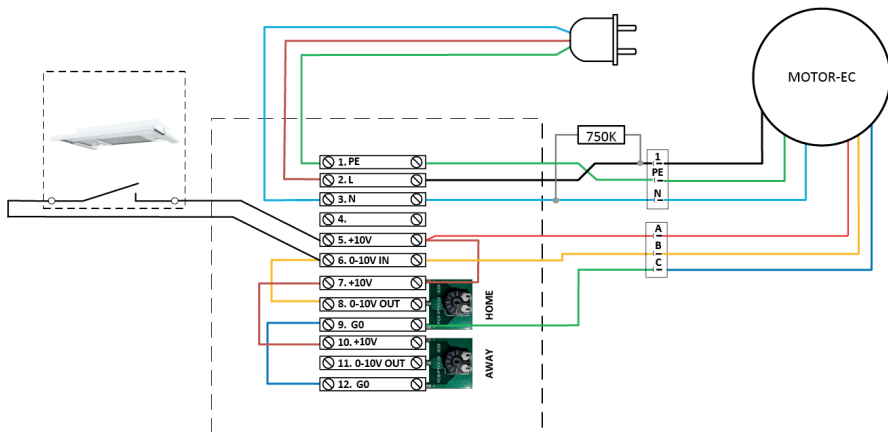 MOTOR-EC
750K
1
PE
N
1. PE
2. L
3. N
4.
5. +10V
6. 0-10V IN
7. +10V
8. 0-10V OUT
9. G0
10. +10V
11. 0-10V OUT
12. G0
A
B
C
HOME
AWAY